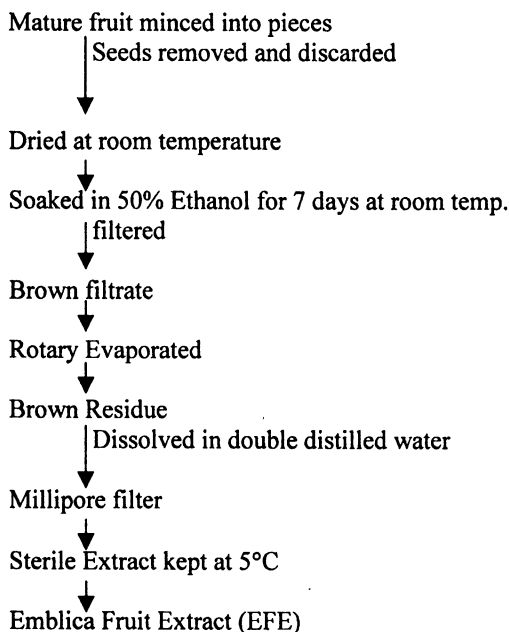 Mature fruit minced into pieces
Seeds removed and discarded
Dried at room temperature
Soaked in 50% Ethanol for 7 days at room temp.
filtered
Brown filtrate
Rotary Evaporated
Brown Residue
Dissolved in double distilled water
Millipore filter
Sterile Extract kept at 5°C
Emblica Fruit Extract (EFE)